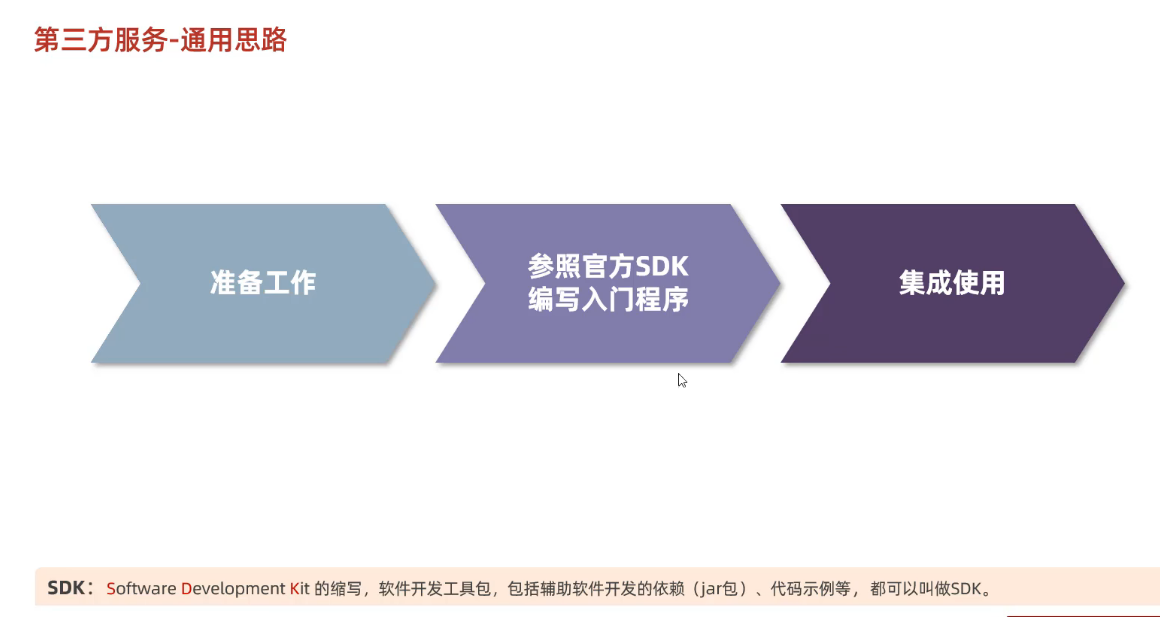 第三方服务-通用思路
准备工作
参照官方SDK
编写入门程序
集成使用
SDK：Software Development Kit 的缩写，软件开发工具包，包括辅助软件开发的依赖（jar包）、代码示例等，都可以叫做SDK。